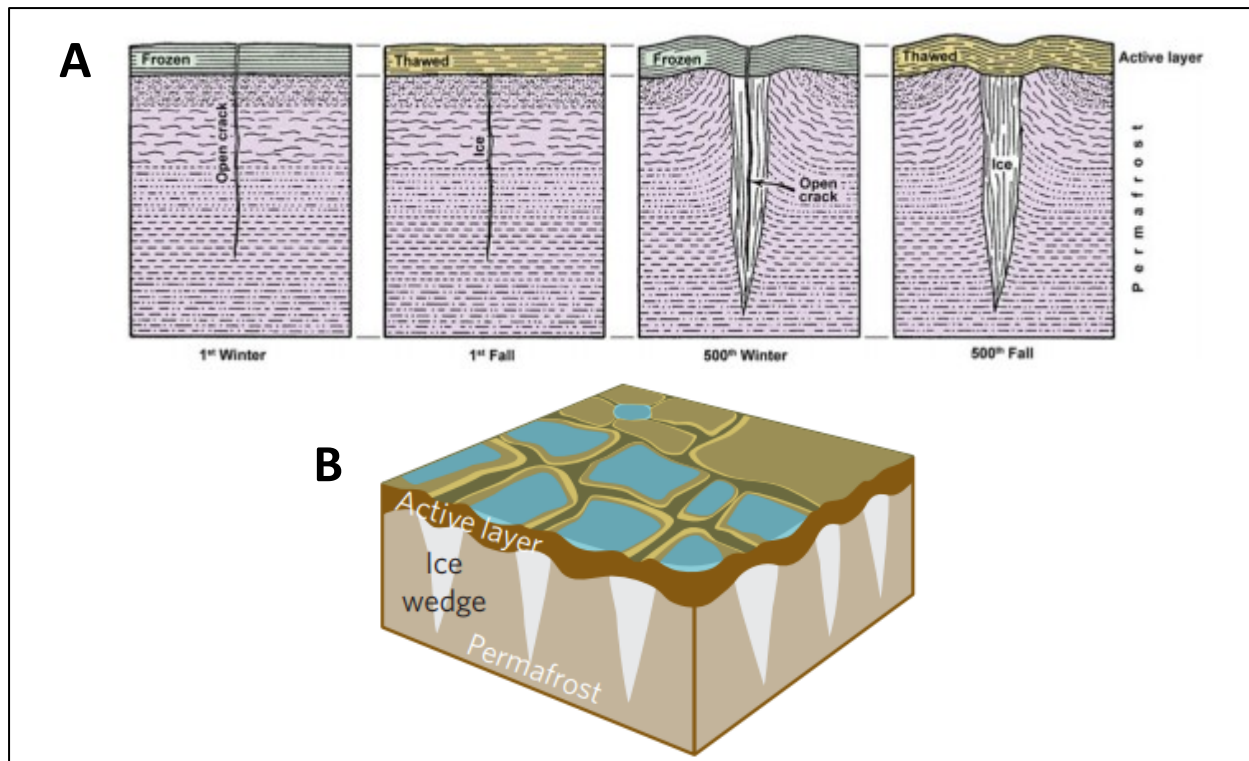 A
Frozen
Open crack
1st Winter
Thawed
Ice
1st Fall
Frozen
Open
crack
500th Winter
Thawed
Ice
500th Fall
Active layer
Permafrost
B
Active layer
Ice
wedge
Permafrost